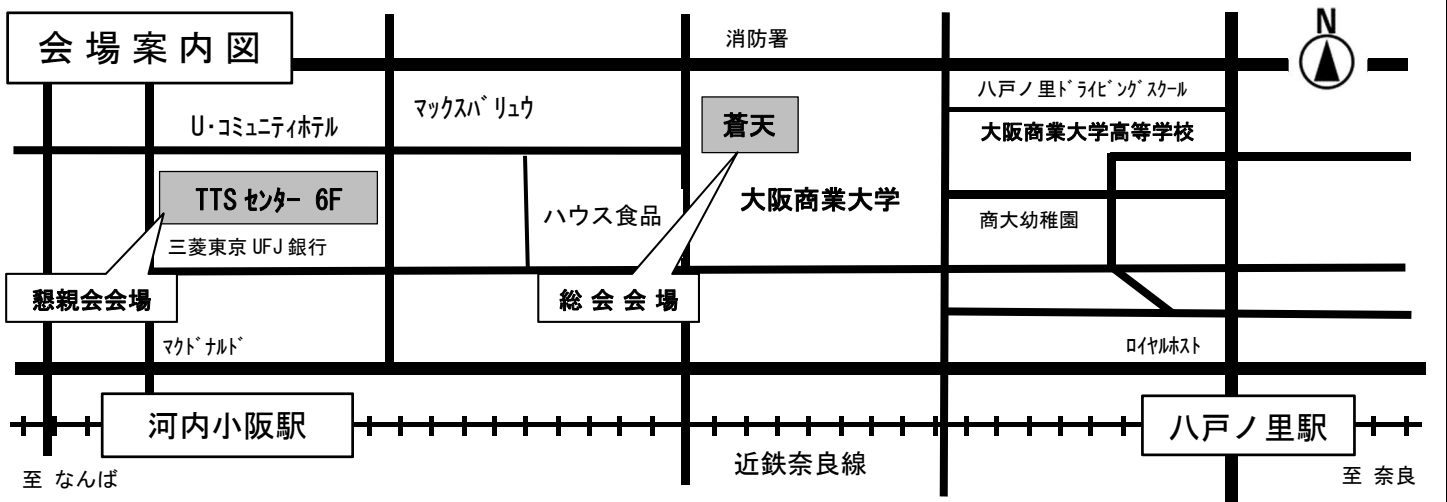 会場案内図
N
消防署
八戸ノ里ﾄﾞﾗｲﾋﾞﾝｸﾞｽｸｰﾙ
マックスバリュウ
U・コミュニティホテル
蒼天
大阪商業大学高等学校
TTS センター 6F
大阪商業大学
ハウス食品
商大幼稚園
三菱東京 UFJ 銀行
懇親会会場
総会会場
マクドナルド
ロイヤルホスト
河内小阪駅
八戸ノ里駅
近鉄奈良線
至 なんば
至 奈良